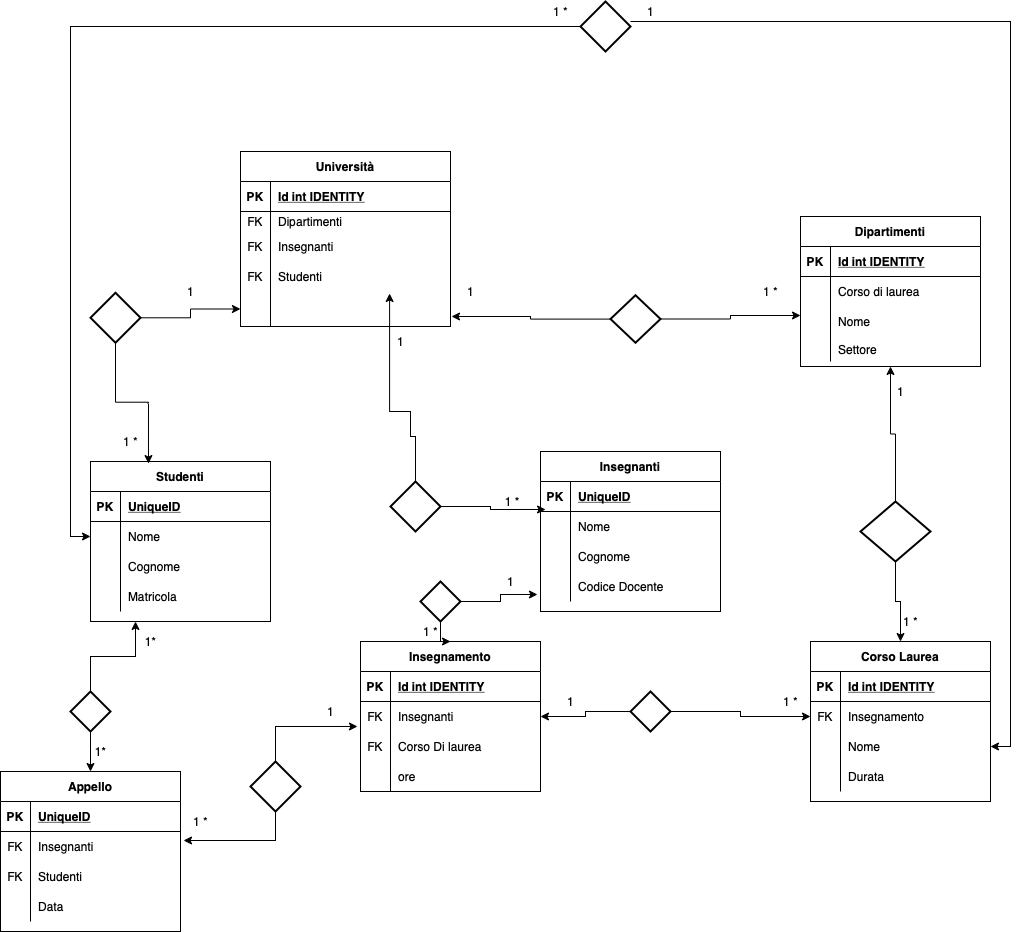 1 *
1
Università
PK Id int IDENTITY
FK Dipartimenti
FK Insegnanti
FK Studenti
Dipartimenti
PK Id int IDENTITY
Corso di laurea
Nome
Settore
1
1
1 *
1
1
1 *
Studenti
PK UniqueID
Nome
Cognome
Matricola
Insegnanti
PK UniqueID
Nome
Cognome
Codice Docente
1 *
1
1 *
1 *
1*
Insegnamento
PK Id int IDENTITY
FK Insegnanti
FK Corso Di laurea
ore
Corso Laurea
PK Id int IDENTITY
FK Insegnamento
Nome
Durata
1
1 *
1
1*
1 *
Appello
PK UniqueID
FK Insegnanti
FK Studenti
Data